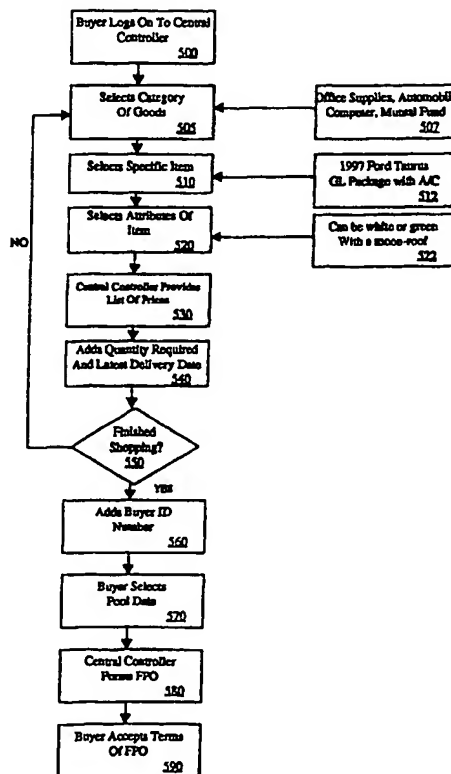 Buyer Logs On To Central
Controller
500
Selects Category
Of Goods
505
Office Supplies, Automobile
Computer, Mutual Fund
507
Selects Specific Item
510
1997 Ford Taurus
GL Package with A/C
512
NO
Selects Attributes Of
Item
520
Can be white or green
With a moon-roof
522
Central Controller Provides
List Of Prices
530
Adds Quantity Required
And Latest Delivery Date
540
Finished
Shopping?
550
YES
Adds Buyer ID
Number
560
Buyer Selects
Pool Date
570
Central Controller
Forms FPO
580
Buyer Accepts Terms
Of FPO
590